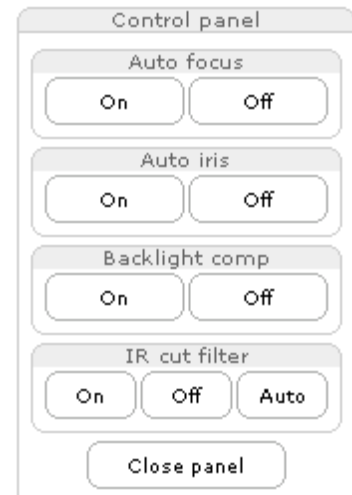 Control panel
Auto focus
On Off
Auto iris
On Off
Backlight comp
On Off
IR cut filter
On Off Auto
Close panel